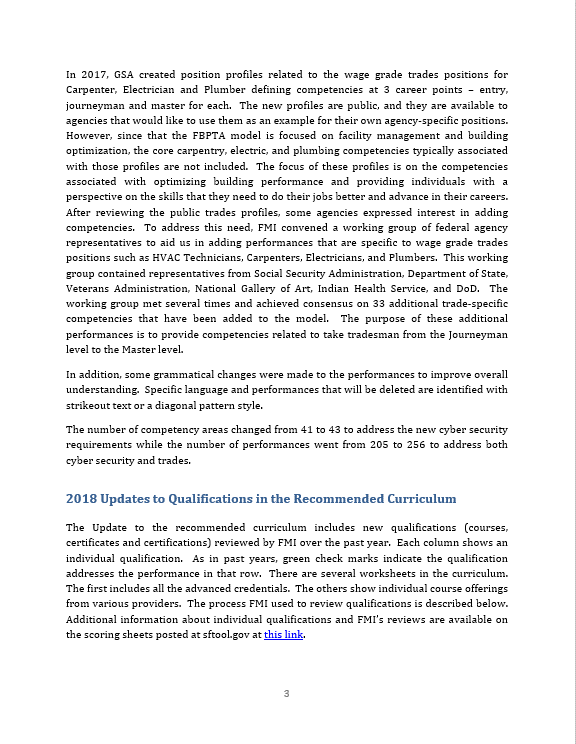 In 2017, GSA created position profiles related to the wage grade trades positions for
Carpenter, Electrician and Plumber defining competencies at 3 career points – entry,
journeyman and master for each. The new profiles are public, and they are available to
agencies that would like to use them as an example for their own agency-specific positions.
However, since that the FBPTA model is focused on facility management and building
optimization, the core carpentry, electric, and plumbing competencies typically associated
with those profiles are not included. The focus of these profiles is on the competencies
associated with optimizing building performance and providing individuals with a
perspective on the skills that they need to do their jobs better and advance in their careers.
After reviewing the public trades profiles, some agencies expressed interest in adding
competencies. To address this need, FMI convened a working group of federal agency
representatives to aid us in adding performances that are specific to wage grade trades
positions such as HVAC Technicians, Carpenters, Electricians, and Plumbers. This working
group contained representatives from Social Security Administration, Department of State,
Veterans Administration, National Gallery of Art, Indian Health Service, and DoD. The
working group met several times and achieved consensus on 33 additional trade-specific
competencies that have been added to the model. The purpose of these additional
performances is to provide competencies related to take tradesman from the Journeyman
level to the Master level.
In addition, some grammatical changes were made to the performances to improve overall
understanding. Specific language and performances that will be deleted are identified with
strikeout text or a diagonal pattern style.
The number of competency areas changed from 41 to 43 to address the new cyber security
requirements while the number of performances went from 205 to 256 to address both
cyber security and trades.
2018 Updates to Qualifications in the Recommended Curriculum
The Update to the recommended curriculum includes new qualifications (courses,
certificates and certifications) reviewed by FMI over the past year. Each column shows an
individual qualification. As in past years, green check marks indicate the qualification
addresses the performance in that row. There are several worksheets in the curriculum.
The first includes all the advanced credentials. The others show individual course offerings
from various providers. The process FMI used to review qualifications is described below.
Additional information about individual qualifications and FMI's reviews are available on
the scoring sheets posted at sftool.gov at this link.
3